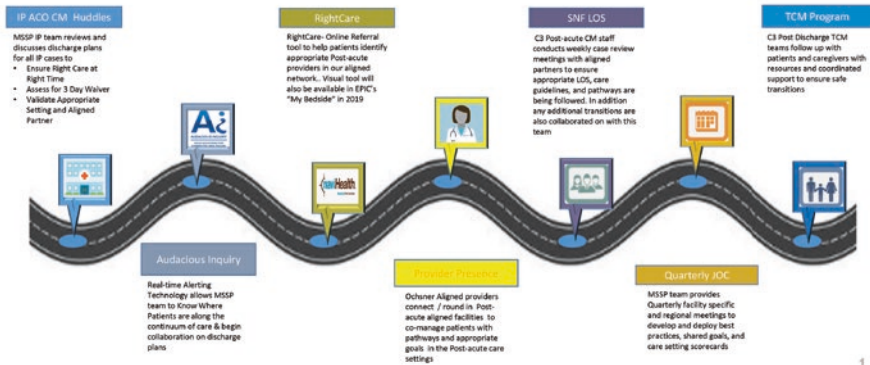 IP ACO CM Huddles
MSSP IP team reviews and
discusses discharge plans
for all IP cases to
• Ensure Right Care at
Right Time
• Assess for 3 Day Waiver
• Validate Appropriate
Setting and Aligned
Partner
RightCare
RightCare- Online Referral
tool to help patients identify
appropriate Post-acute
providers in our aligned
network.. Visual tool will
also be available in EPIC's
"My Bedside" in 2019
SNF LOS
C3 Post-acute CM staff
conducts weekly case review
meetings with aligned
partners to ensure
appropriate LOS, care
guidelines, and pathways are
being followed. In addition
any additional transitions are
also collaborated on with this
team
TCM Program
C3 Post Discharge TCM
teams follow up with
patients and caregivers with
resources and coordinated
support to ensure safe
transitions
Ai
naviHealth
Audacious Inquiry
Real-time Alerting
Technology allows MSSP
team to Know Where
Patients are along the
continuum of care & begin
collaboration on discharge
plans
Provider Presence
Ochsner Aligned providers
connect / round in Post-
acute aligned facilities to
co-manage patients with
pathways and appropriate
goals in the Post-acute care
settings
Quarterly JOC
MSSP team provides
Quarterly facility specific
and regional meetings to
develop and deploy best
practices, shared goals, and
care setting scorecards
1